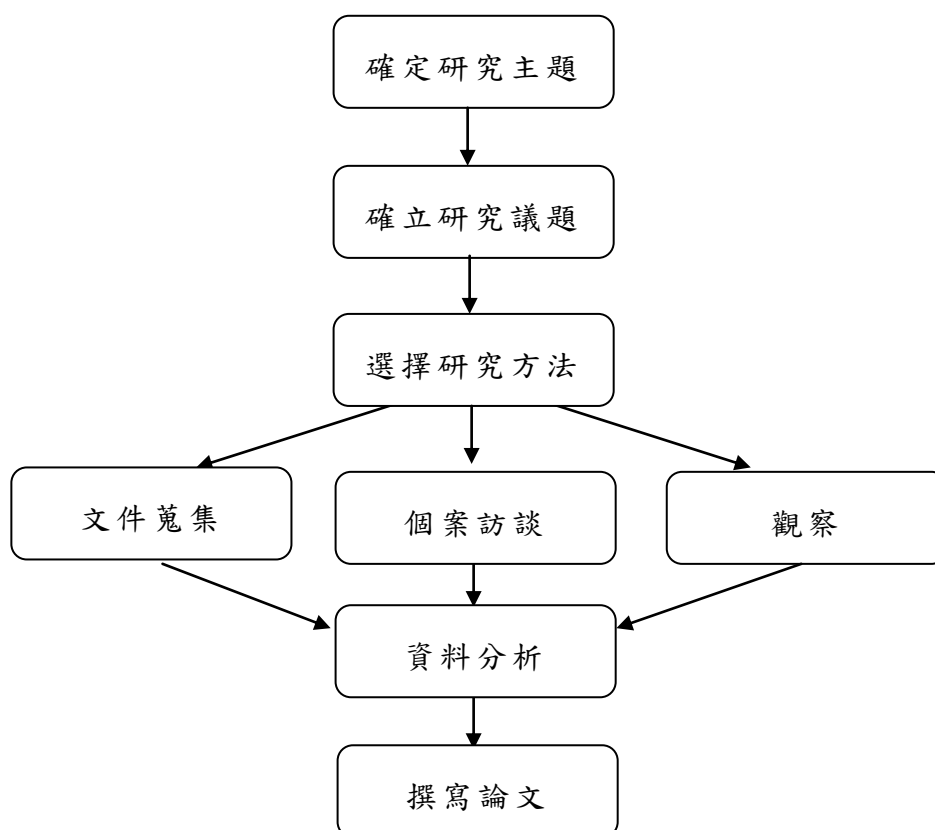 確定研究主題
確立研究議題
選擇研究方法
文件蒐集
個案訪談
觀察
資料分析
撰寫論文